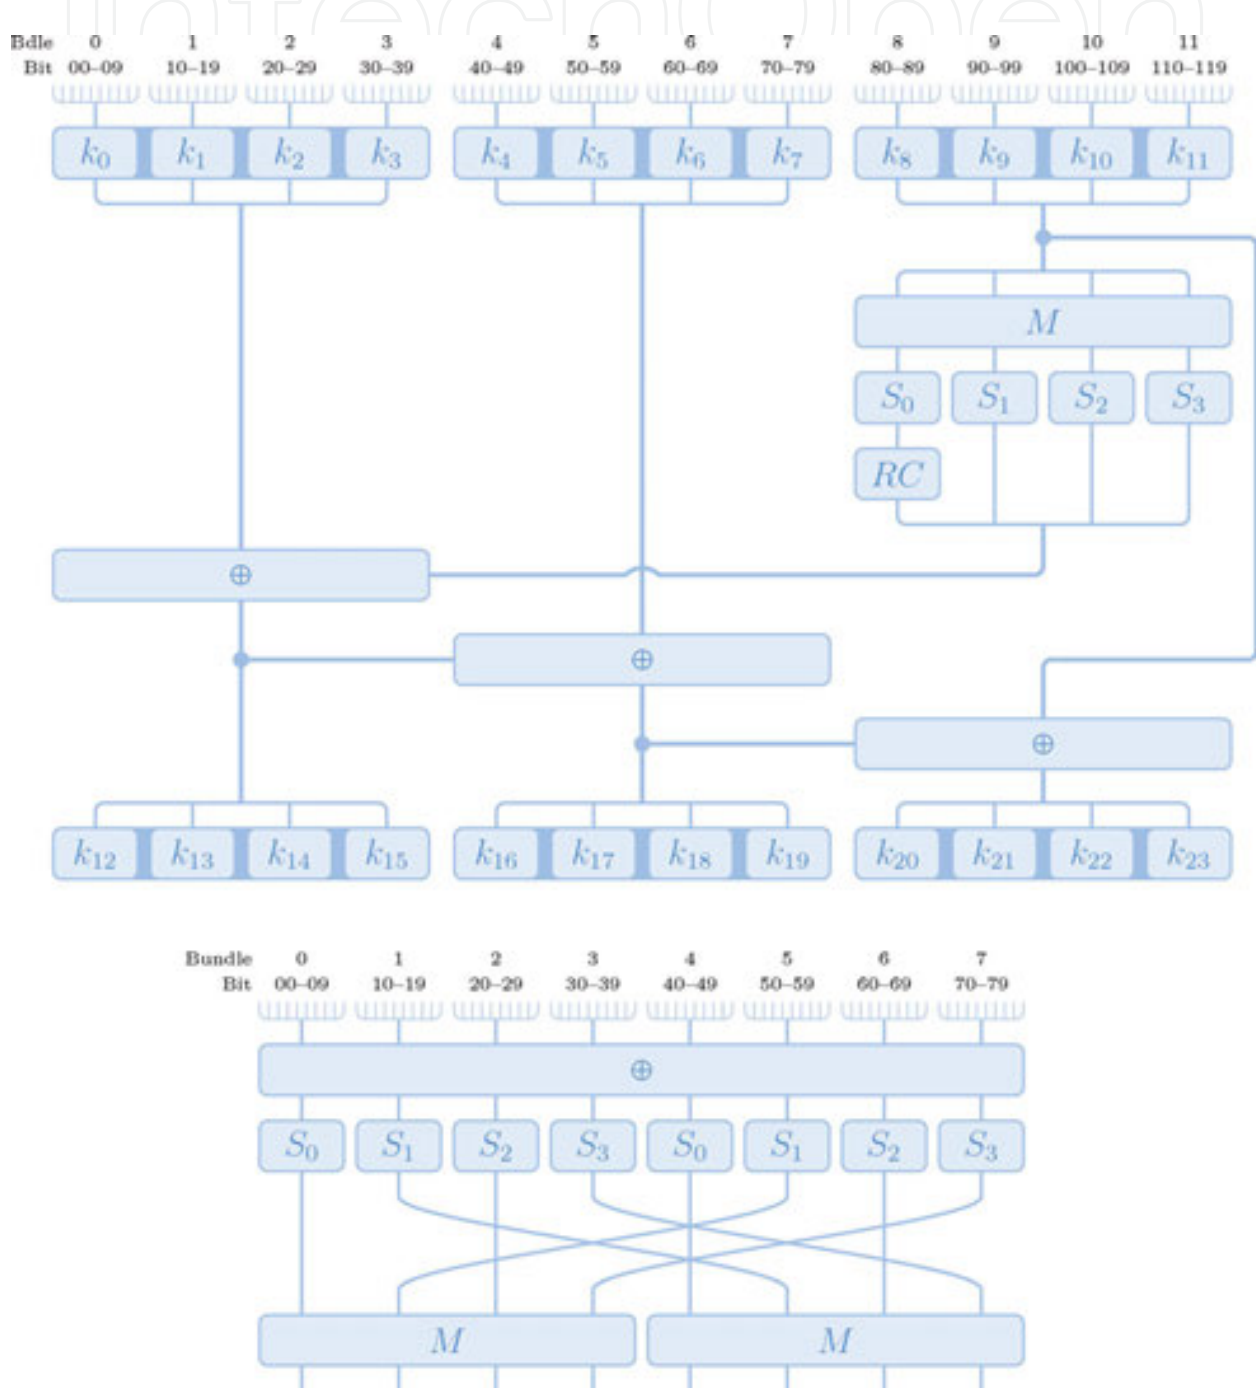 IntechOpen
Bdle 0 1 2 3 4 5 6 7 8 9 10 11
Bit 00–09 10–19 20–29 30–39 40–49 50–59 60–69 70–79 80–89 90–99 100–109 110–119
k0 k1 k2 k3 k4 k5 k6 k7 k8 k9 k10 k11
M
S0 S1 S2 S3
RC
⊕
⊕
⊕
k12 k13 k14 k15 k16 k17 k18 k19 k20 k21 k22 k23
Bundle 0 1 2 3 4 5 6 7
Bit 00–09 10–19 20–29 30–39 40–49 50–59 60–69 70–79
⊕
S0 S1 S2 S3 S0 S1 S2 S3
M M